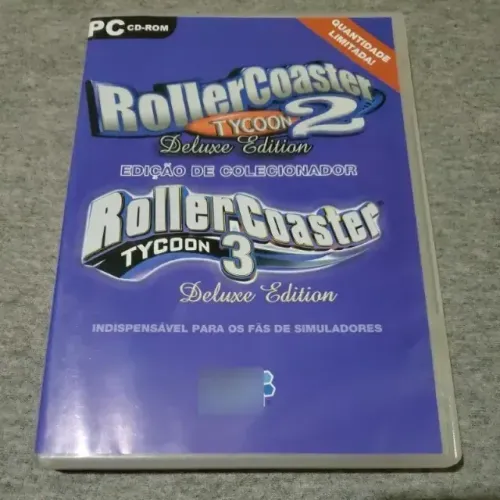 PC CD-ROM
QUANTIDADE
LIMITADA!
RollerCoaster
TYCOON 2
Deluxe Edition
EDIÇÃO DE COLECIONADOR
RollerCoaster
TYCOON 3
Deluxe Edition
INDISPENSÁVEL PARA OS FÃS DE SIMULADORES